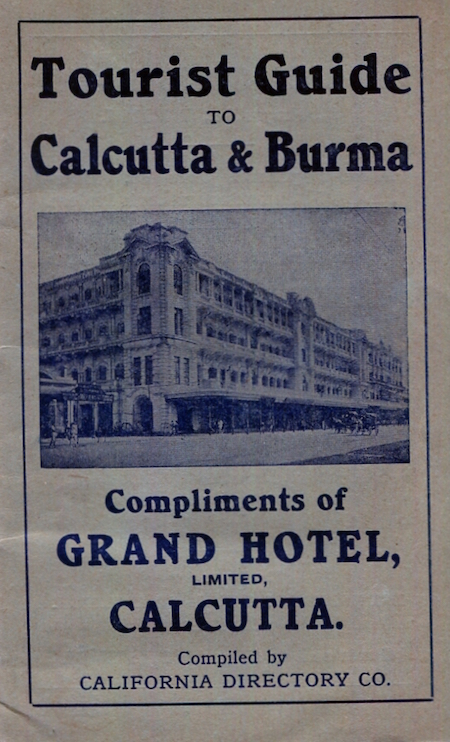 Tourist Guide
TO
Calcutta & Burma
Compliments of
GRAND HOTEL,
LIMITED,
CALCUTTA.
Compiled by
CALIFORNIA DIRECTORY CO.